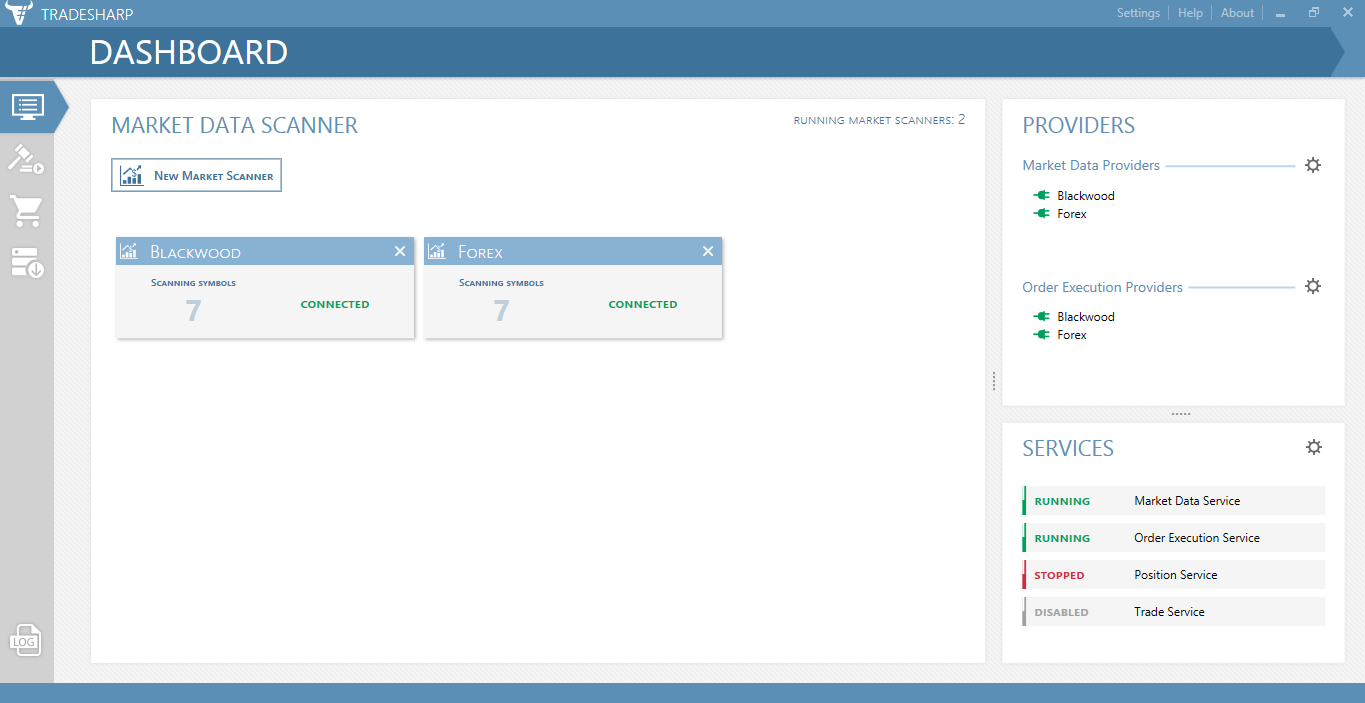 TRADESHARP
Settings
Help
About
DASHBOARD
MARKET DATA SCANNER
RUNNING MARKET SCANNERS: 2
New Market Scanner
Blackwood
Scanning symbols
7
CONNECTED
Forex
Scanning symbols
7
CONNECTED
PROVIDERS
Market Data Providers
Blackwood
Forex
Order Execution Providers
Blackwood
Forex
SERVICES
RUNNING Market Data Service
RUNNING Order Execution Service
STOPPED Position Service
DISABLED Trade Service
LOG